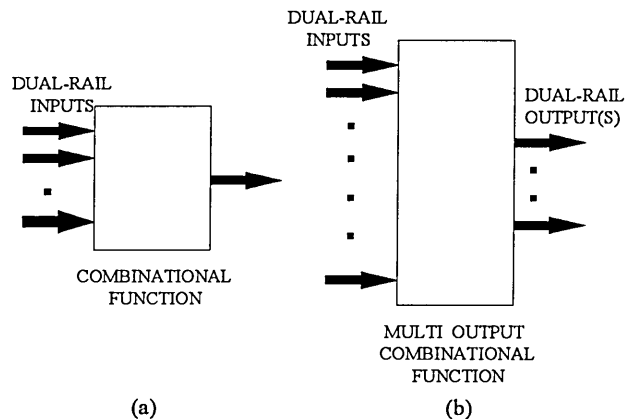 DUAL-RAIL
INPUTS
COMBINATIONAL
FUNCTION
(a)
DUAL-RAIL
INPUTS
DUAL-RAIL
OUTPUT(S)
MULTI OUTPUT
COMBINATIONAL
FUNCTION
(b)